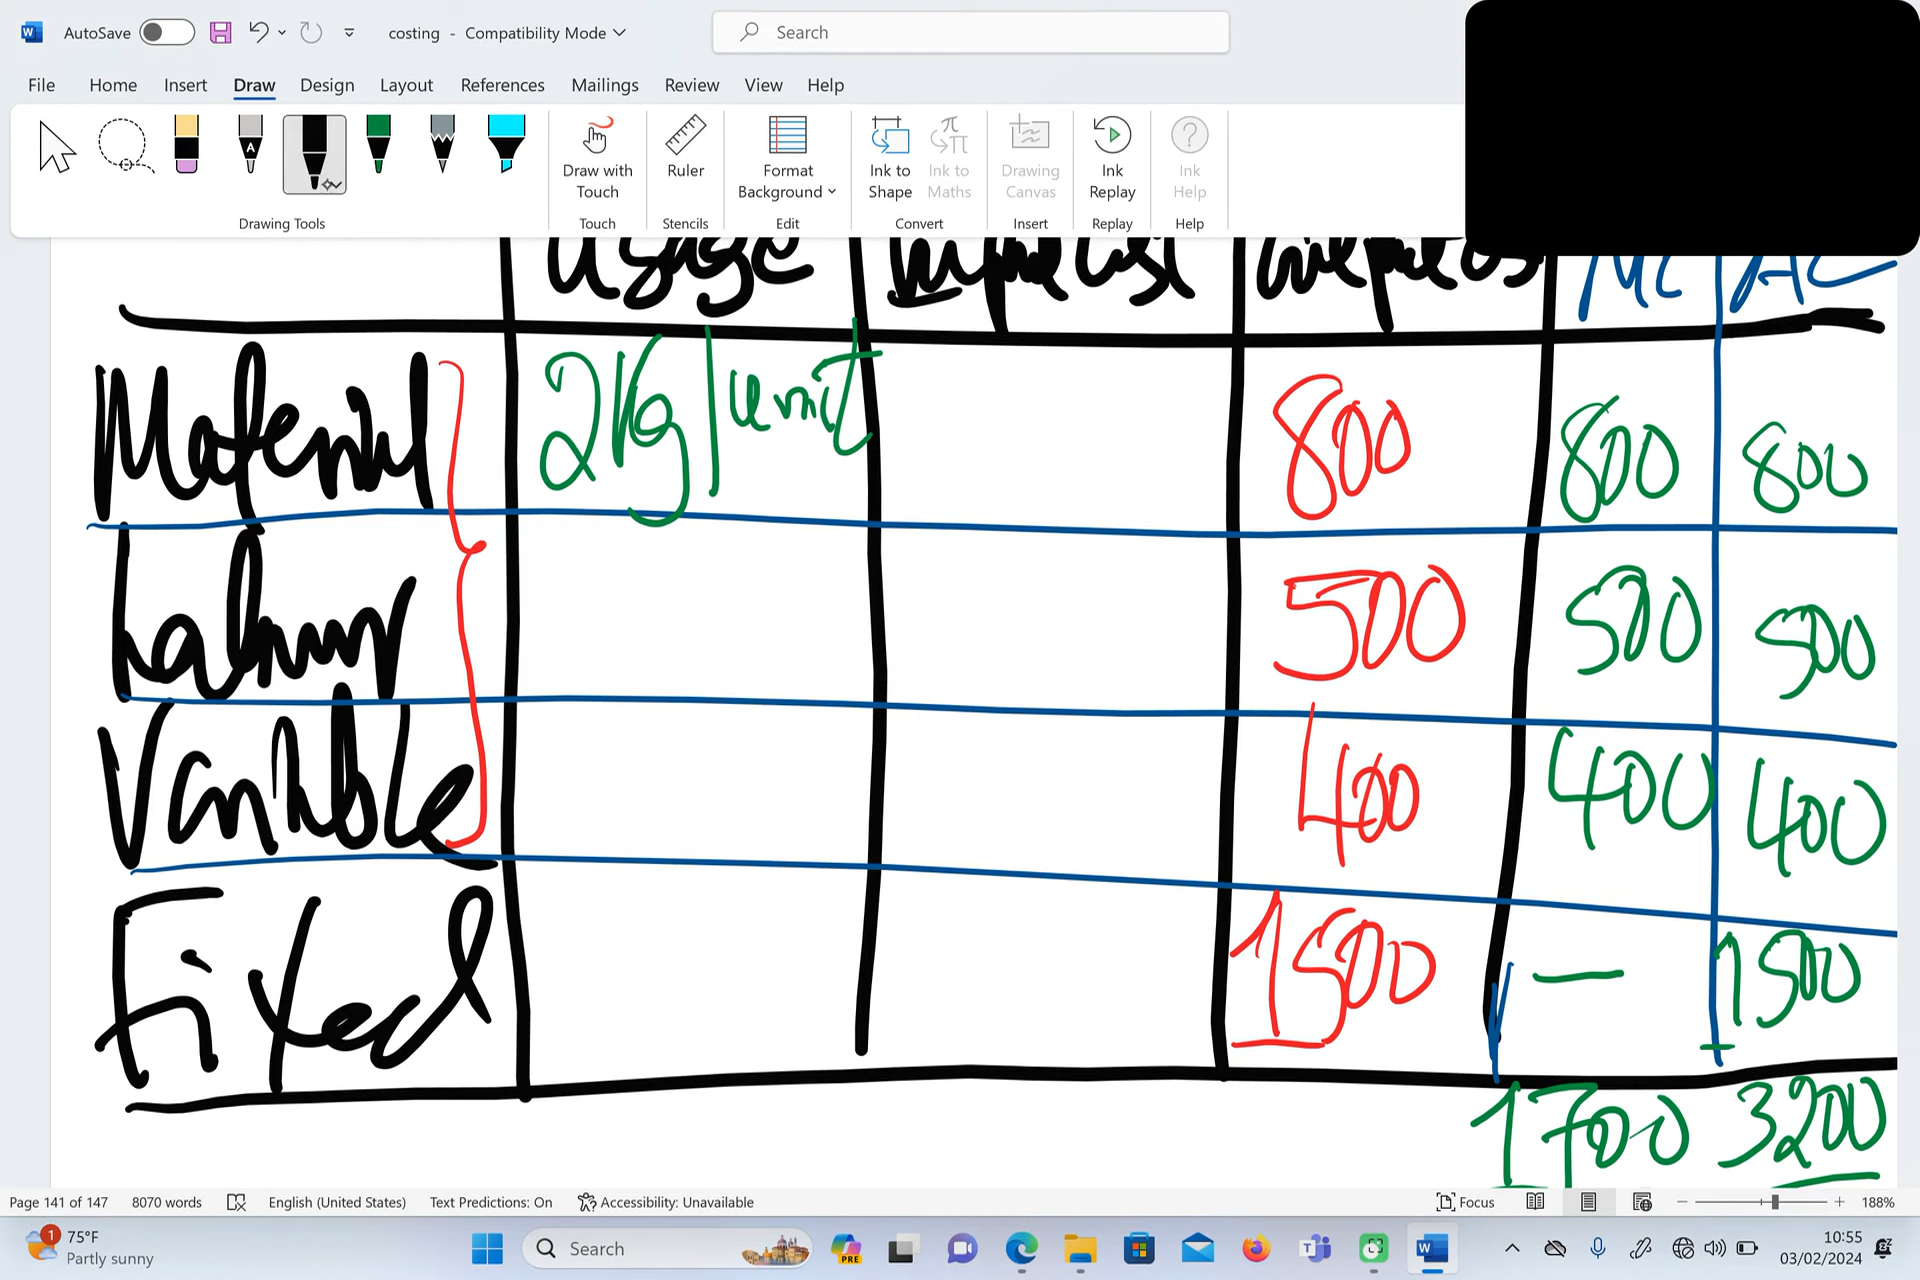 AutoSave
costing - Compatibility Mode
Search
File Home Insert Draw Design Layout References Mailings Review View Help
Draw with Touch
Ruler
Format Background
Ink to Shape
Ink to Maths
Drawing Canvas
Ink Replay
Ink Help
Drawing Tools
Touch
Stencils
Edit
Convert
Insert
Replay
Help
Usage
MC AC
Material 2Kg/unit 800 800 800
Labour 500 500 500
Variable 400 400 400
Fixed 1500 — 1500
1700 3200
Page 141 of 147 8070 words English (United States) Text Predictions: On Accessibility: Unavailable Focus 188%
1
75°F
Partly sunny
Search
PRE
10:55
03/02/2024